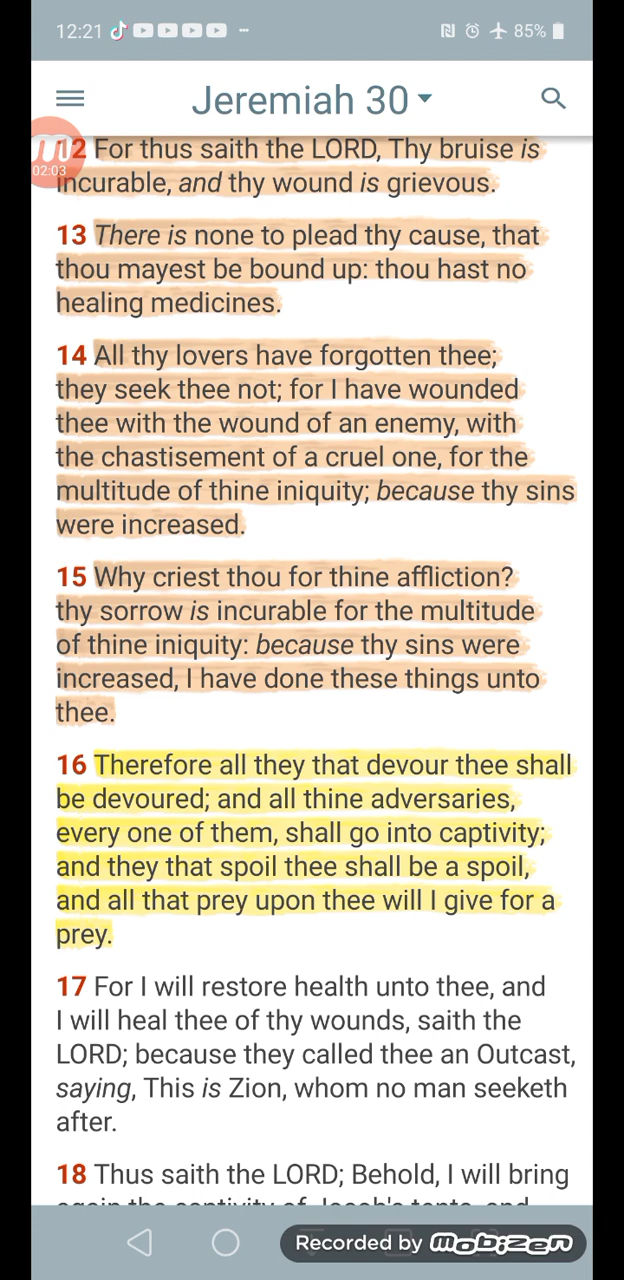 12:21
85%
Jeremiah 30
02:03
12 For thus saith the LORD, Thy bruise is
incurable, and thy wound is grievous.
13 There is none to plead thy cause, that
thou mayest be bound up: thou hast no
healing medicines.
14 All thy lovers have forgotten thee;
they seek thee not; for I have wounded
thee with the wound of an enemy, with
the chastisement of a cruel one, for the
multitude of thine iniquity; because thy sins
were increased.
15 Why criest thou for thine affliction?
thy sorrow is incurable for the multitude
of thine iniquity: because thy sins were
increased, I have done these things unto
thee.
16 Therefore all they that devour thee shall
be devoured; and all thine adversaries,
every one of them, shall go into captivity;
and they that spoil thee shall be a spoil,
and all that prey upon thee will I give for a
prey.
17 For I will restore health unto thee, and
I will heal thee of thy wounds, saith the
LORD; because they called thee an Outcast,
saying, This is Zion, whom no man seeketh
after.
18 Thus saith the LORD; Behold, I will bring
again the captivity of Jacob's tents, and
Recorded by mobizen